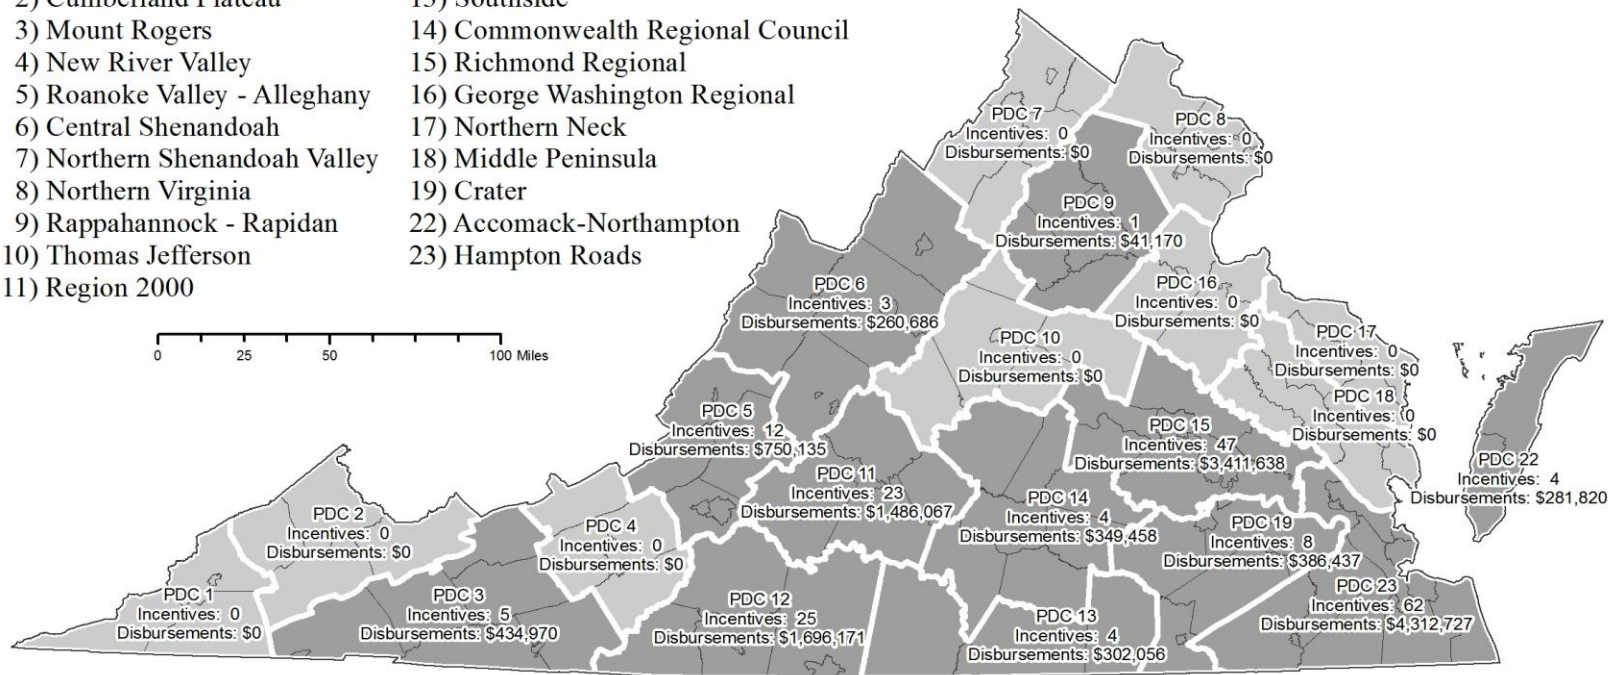 2) Cumberland Plateau
3) Mount Rogers
4) New River Valley
5) Roanoke Valley - Alleghany
6) Central Shenandoah
7) Northern Shenandoah Valley
8) Northern Virginia
9) Rappahannock - Rapidan
10) Thomas Jefferson
11) Region 2000
13) Southside
14) Commonwealth Regional Council
15) Richmond Regional
16) George Washington Regional
17) Northern Neck
18) Middle Peninsula
19) Crater
22) Accomack-Northampton
23) Hampton Roads
0 25 50 100 Miles
PDC 7
Incentives: 0
Disbursements: $0
PDC 8
Incentives: 0
Disbursements: $0
PDC 9
Incentives: 1
Disbursements: $41,170
PDC 6
Incentives: 3
Disbursements: $260,686
PDC 16
Incentives: 0
Disbursements: $0
PDC 10
Incentives: 0
Disbursements: $0
PDC 17
Incentives: 0
Disbursements: $0
PDC 18
Incentives: 0
Disbursements: $0
PDC 5
Incentives: 12
Disbursements: $750,135
PDC 15
Incentives: 47
Disbursements: $3,411,638
PDC 22
Incentives: 4
Disbursements: $281,820
PDC 11
Incentives: 23
Disbursements: $1,486,067
PDC 14
Incentives: 4
Disbursements: $349,458
PDC 2
Incentives: 0
Disbursements: $0
PDC 4
Incentives: 0
Disbursements: $0
PDC 19
Incentives: 8
Disbursements: $386,437
PDC 1
Incentives: 0
Disbursements: $0
PDC 3
Incentives: 5
Disbursements: $434,970
PDC 12
Incentives: 25
Disbursements: $1,696,171
PDC 13
Incentives: 4
Disbursements: $302,056
PDC 23
Incentives: 62
Disbursements: $4,312,727